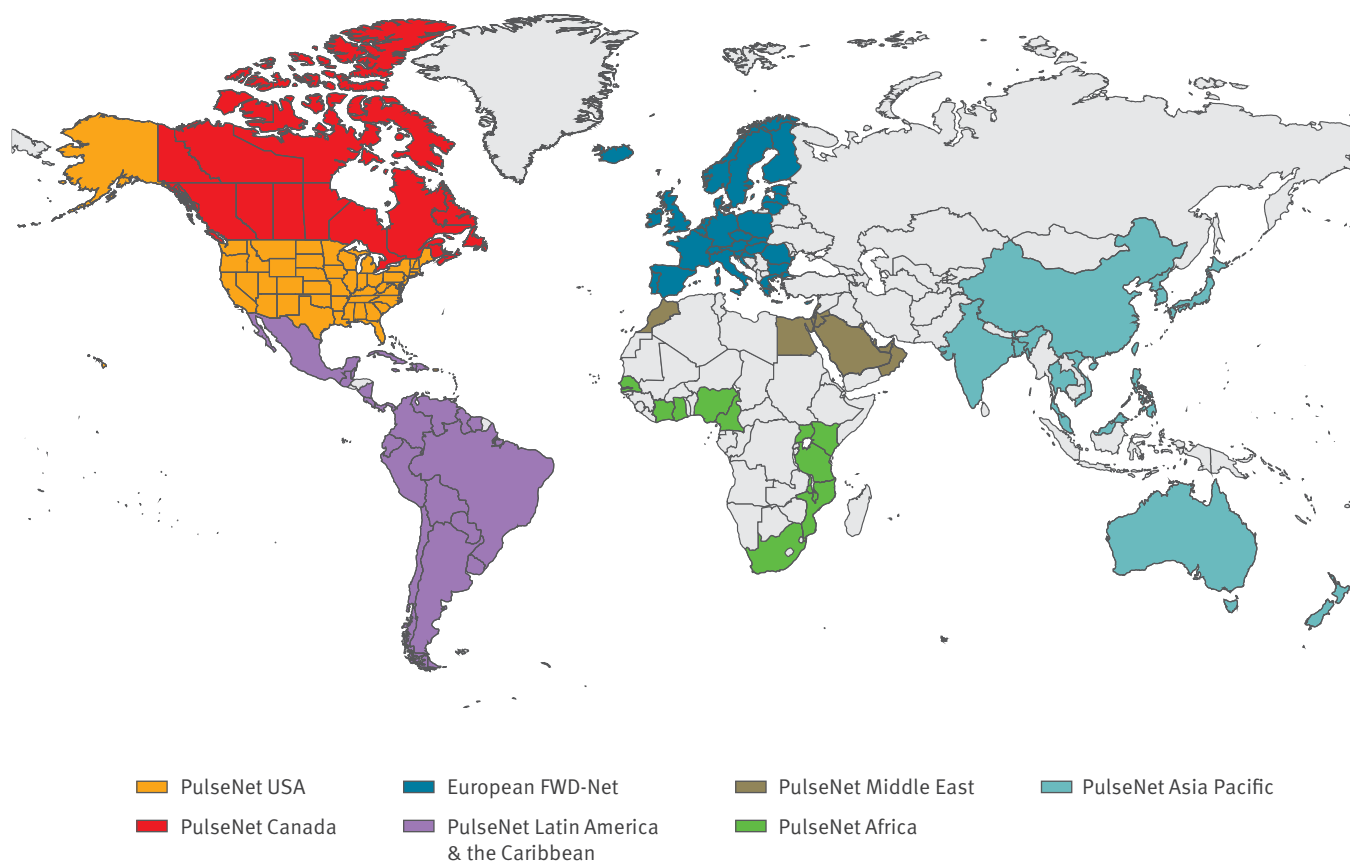 PulseNet USA
European FWD-Net
PulseNet Middle East
PulseNet Asia Pacific
PulseNet Canada
PulseNet Latin America
& the Caribbean
PulseNet Africa